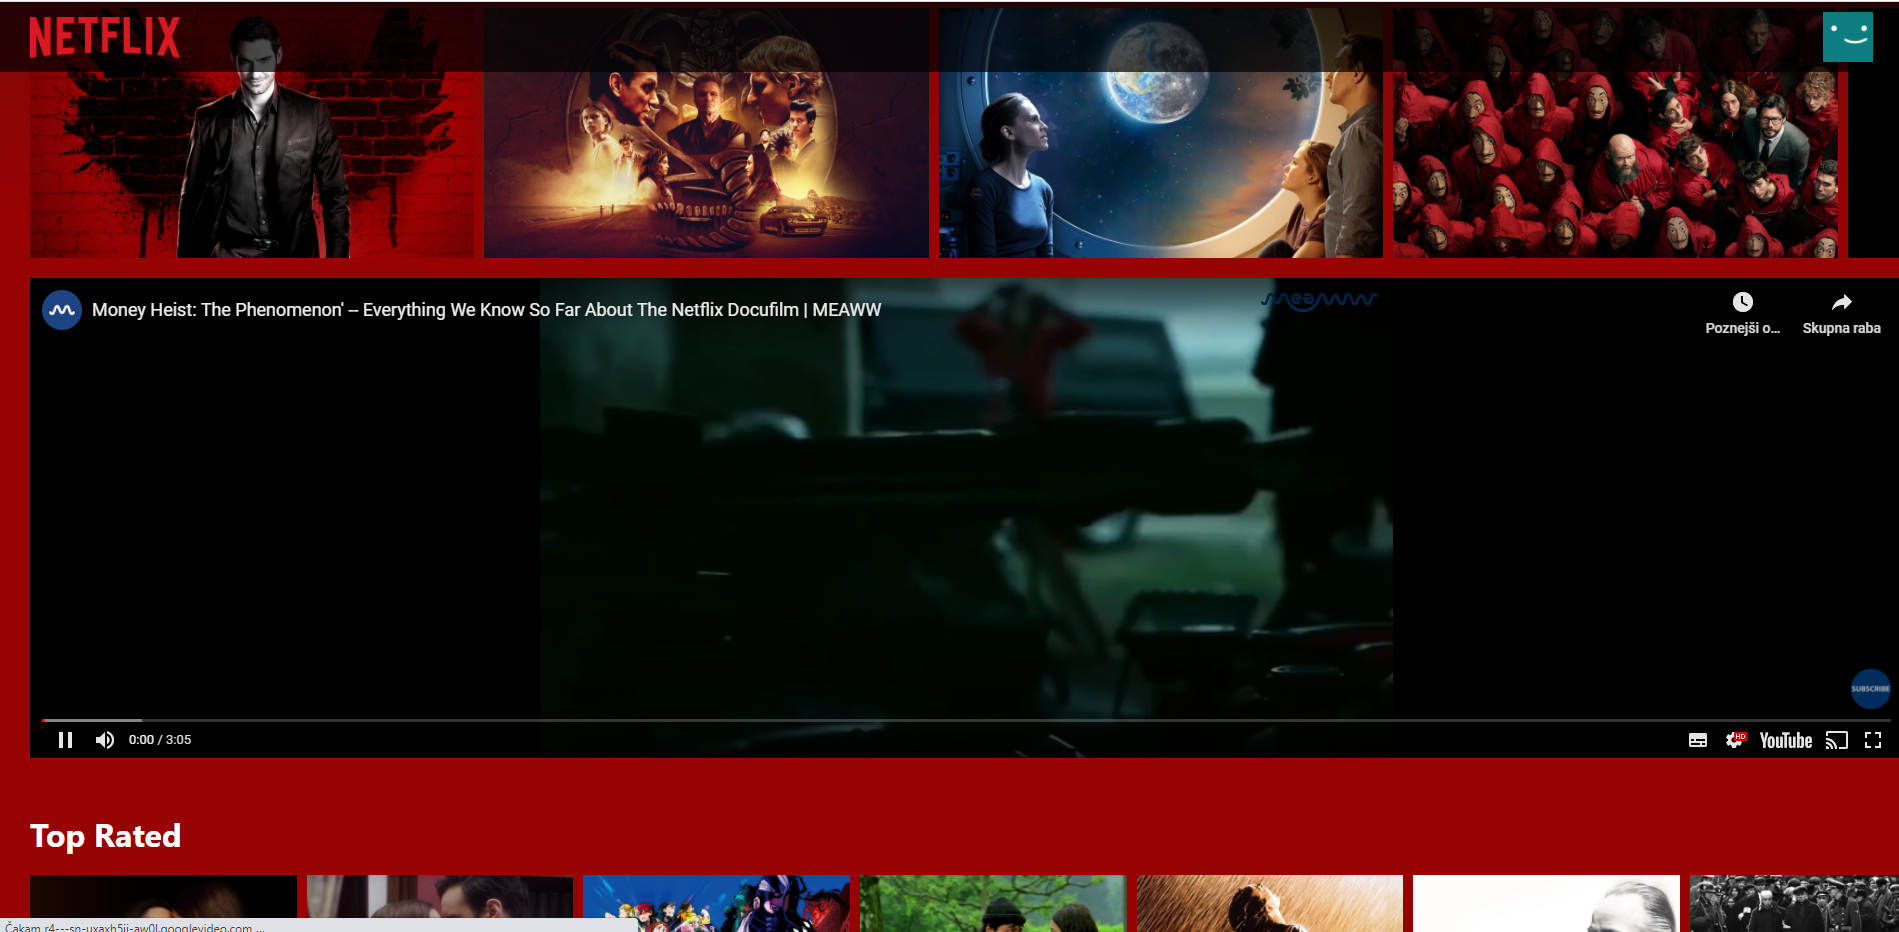 NETFLIX
Money Heist: The Phenomenon' -- Everything We Know So Far About The Netflix Docufilm | MEAWW
meaww
Poznejši o...
Skupna raba
SUBSCRIBE
0:00 / 3:05
HD
YouTube
Top Rated
Čakam r4---sn-uxaxh5ji-aw0l.googlevideo.com ...